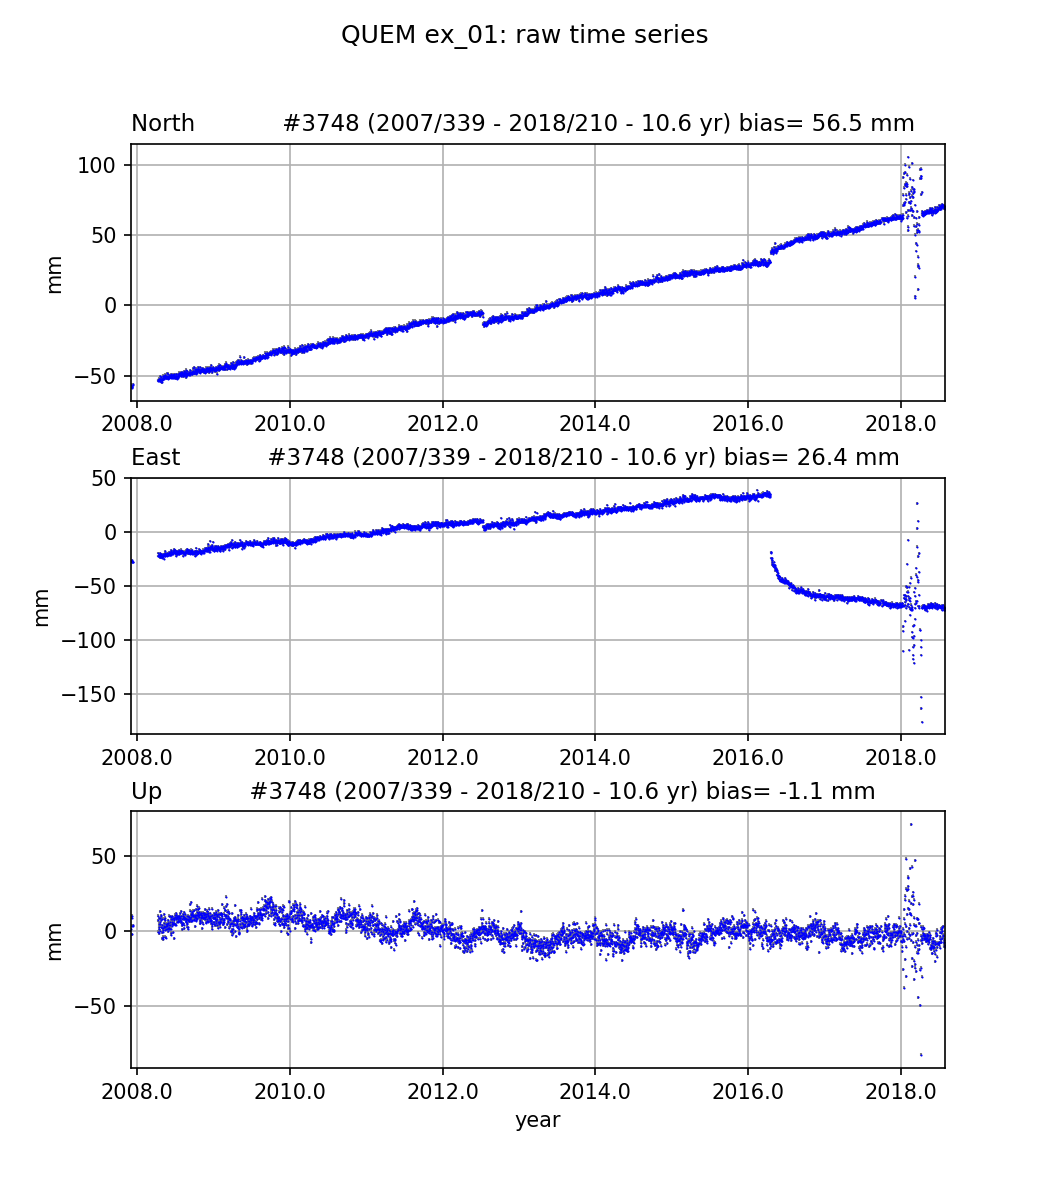 QUEM ex_01: raw time series
North #3748 (2007/339 - 2018/210 - 10.6 yr) bias= 56.5 mm
100
50
0
−50
mm
2008.0 2010.0 2012.0 2014.0 2016.0 2018.0
East #3748 (2007/339 - 2018/210 - 10.6 yr) bias= 26.4 mm
50
0
−50
−100
−150
mm
2008.0 2010.0 2012.0 2014.0 2016.0 2018.0
Up #3748 (2007/339 - 2018/210 - 10.6 yr) bias= -1.1 mm
50
0
−50
mm
2008.0 2010.0 2012.0 2014.0 2016.0 2018.0
year